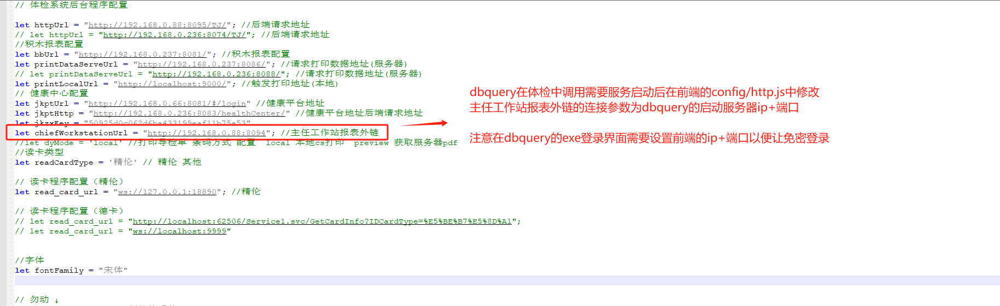 // 体检系统后台程序配置
let httpUrl = "http://192.168.0.88:8095/TJ/"; //后端请求地址
// let httpUrl = "http://192.168.0.236:8074/TJ/"; //后端请求地址
//积木报表配置
let bbUrl = "http://192.168.0.237:8081/"; //积木报表配置
let printDataServeUrl = "http://192.168.0.237:8086/"; //请求打印数据地址(服务器)
// let printDataServeUrl = "http://192.168.0.236:8088/"; //请求打印数据地址(服务器)
let printLocalUrl = "http://localhost:9000/"; //触发打印地址(本地)
// 健康中心配置
let jkptUrl = "http://192.168.0.66:8081/#/login" //健康平台地址
let jkptHttp = "http://192.168.0.236:8083/healthCenter/" //健康平台地址后端请求地址
let jkzxKey = "50925d0c062d6ba433199eaf11b75a53"
let chiefWorkstationUrl = "http://192.168.0.88:8094"; //主任工作站报表外链
//let dyMode = 'local' //打印导检单 条码方式 配置 local 本地cs打印 preview 获取服务器pdf
//读卡类型
let readCardType = '精伦' // 精伦 其他
// 读卡程序配置（精伦）
let read_card_url = "ws://127.0.0.1:18890"; //精伦
// 读卡程序配置（德卡）
// let read_card_url = "http://localhost:62506/Service1.svc/GetCardInfo?IDCardType=%E5%BE%B7%E5%8D%A1";
// let read_card_url = "ws://localhost:9999"
//字体
let fontFamily = "宋体"
// 勿动 ↓
dbquery在体检中调用需要服务启动后在前端的config/http.js中修改
主任工作站报表外链的连接参数为dbquery的启动服务器ip+端口
注意在dbquery的exe登录界面需要设置前端的ip+端口以便让免密登录